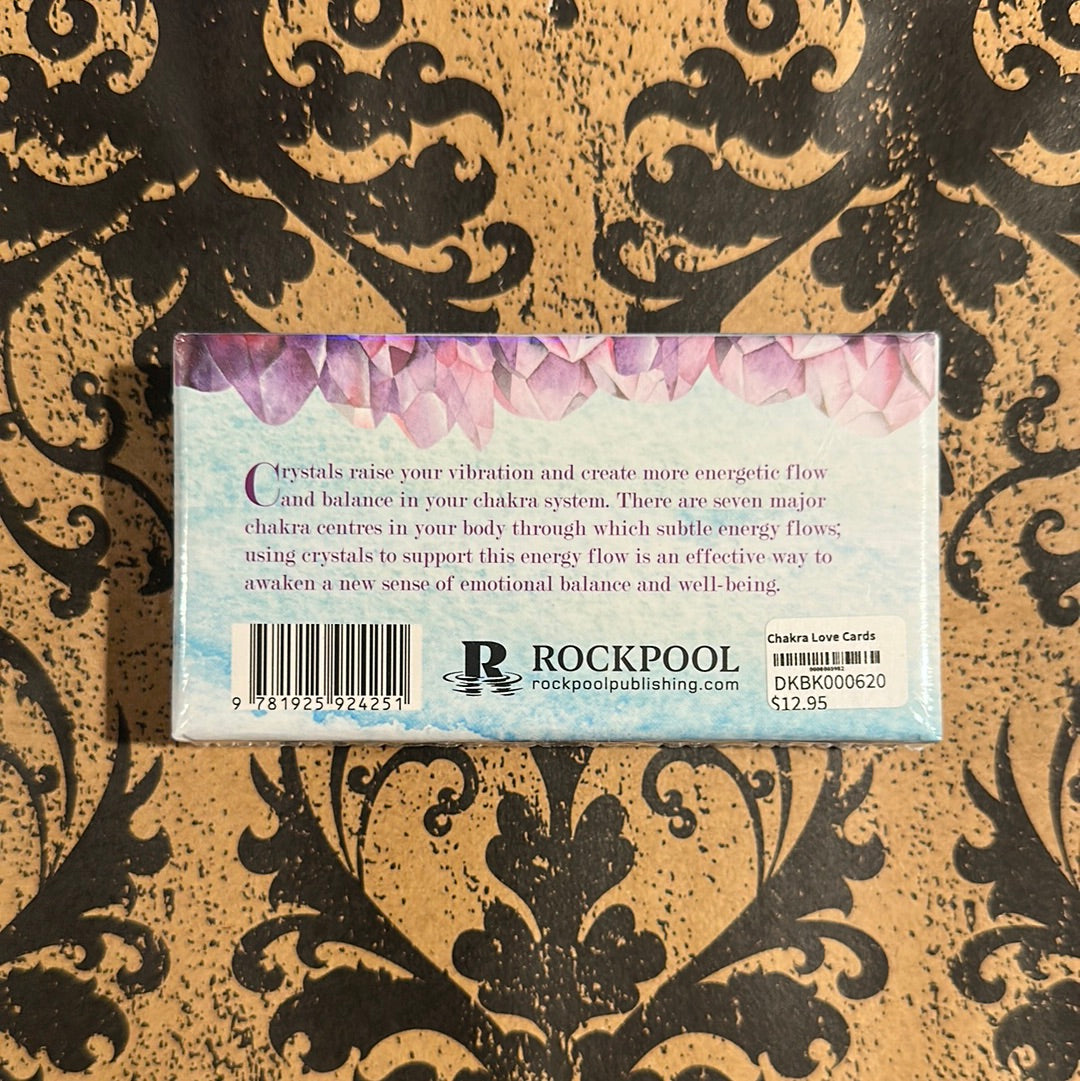 Crystals raise your vibration and create more energetic flow
and balance in your chakra system. There are seven major
chakra centres in your body through which subtle energy flows;
using crystals to support this energy flow is an effective way to
awaken a new sense of emotional balance and well-being.
9 781925 924251
R ROCKPOOL
rockpoolpublishing.com
Chakra Love Cards
DKBK000620
$12.95